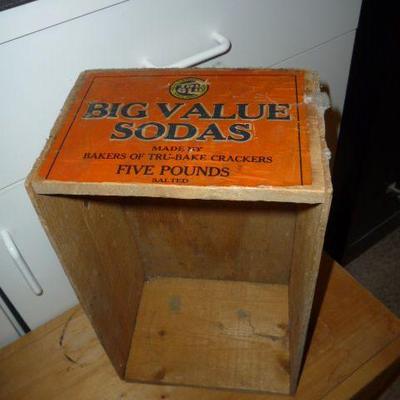 BIG VALUE
SODAS
MADE BY
BAKERS OF TRU-BAKE CRACKERS
FIVE POUNDS
SALTED